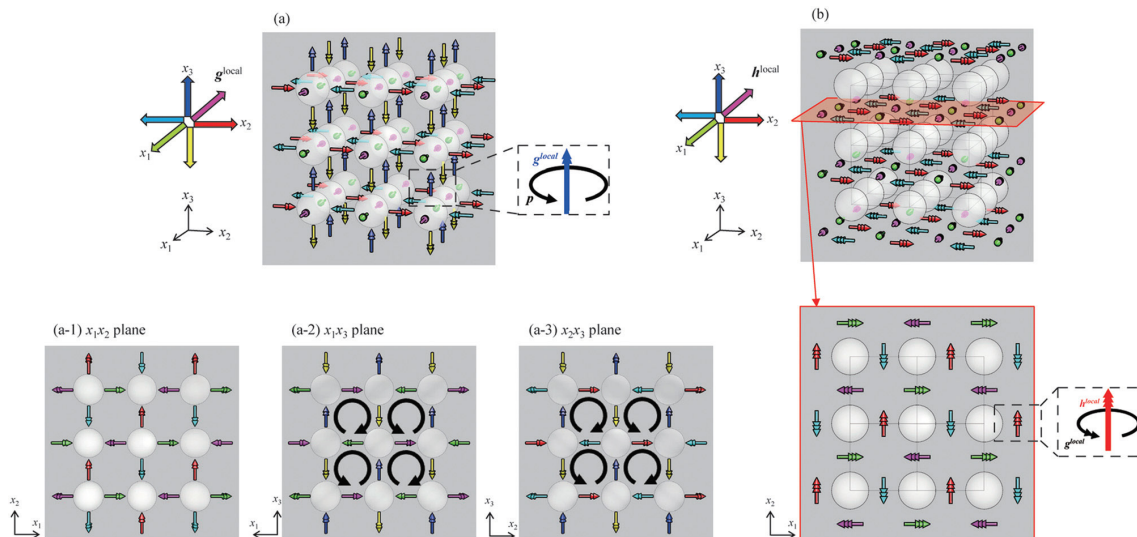 (a)
x₃
g^local
x₂
x₁
x₃
x₂
x₁
g^local
p
(b)
x₃
h^local
x₂
x₁
x₃
x₂
x₁
(a-1) x₁x₂ plane
x₂
x₁
(a-2) x₁x₃ plane
x₃
x₁
(a-3) x₂x₃ plane
x₃
x₂
x₂
x₁
h^local
g^local